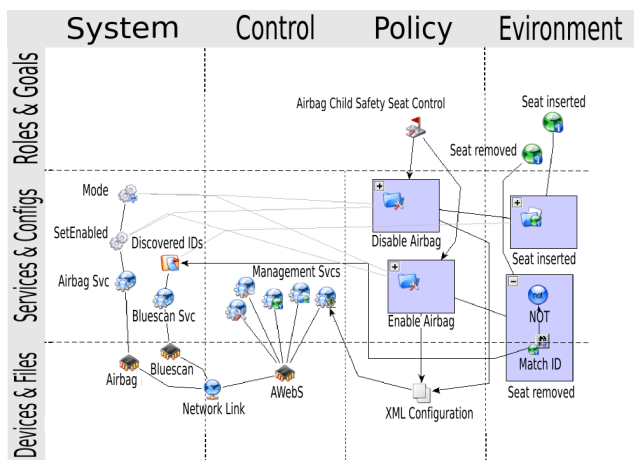 System
Control
Policy
Evironment
Roles & Goals
Airbag Child Safety Seat Control
Seat inserted
Seat removed
Services & Configs
Mode
SetEnabled
Discovered IDs
Airbag Svc
Bluescan Svc
Management Svcs
Disable Airbag
Enable Airbag
Seat inserted
not
NOT
Devices & Files
Airbag
Bluescan
Network Link
AWebS
XML Configuration
Match ID
Seat removed